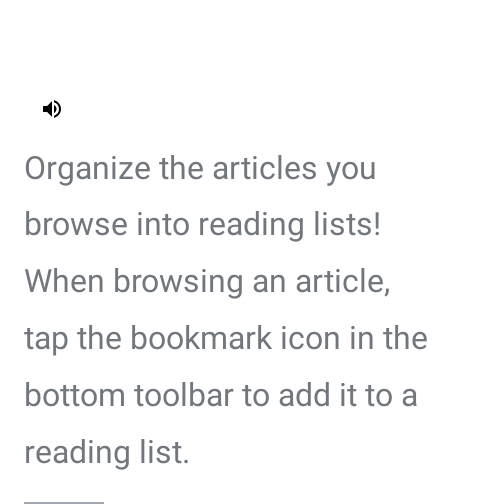 Organize the articles you
browse into reading lists!
When browsing an article,
tap the bookmark icon in the
bottom toolbar to add it to a
reading list.